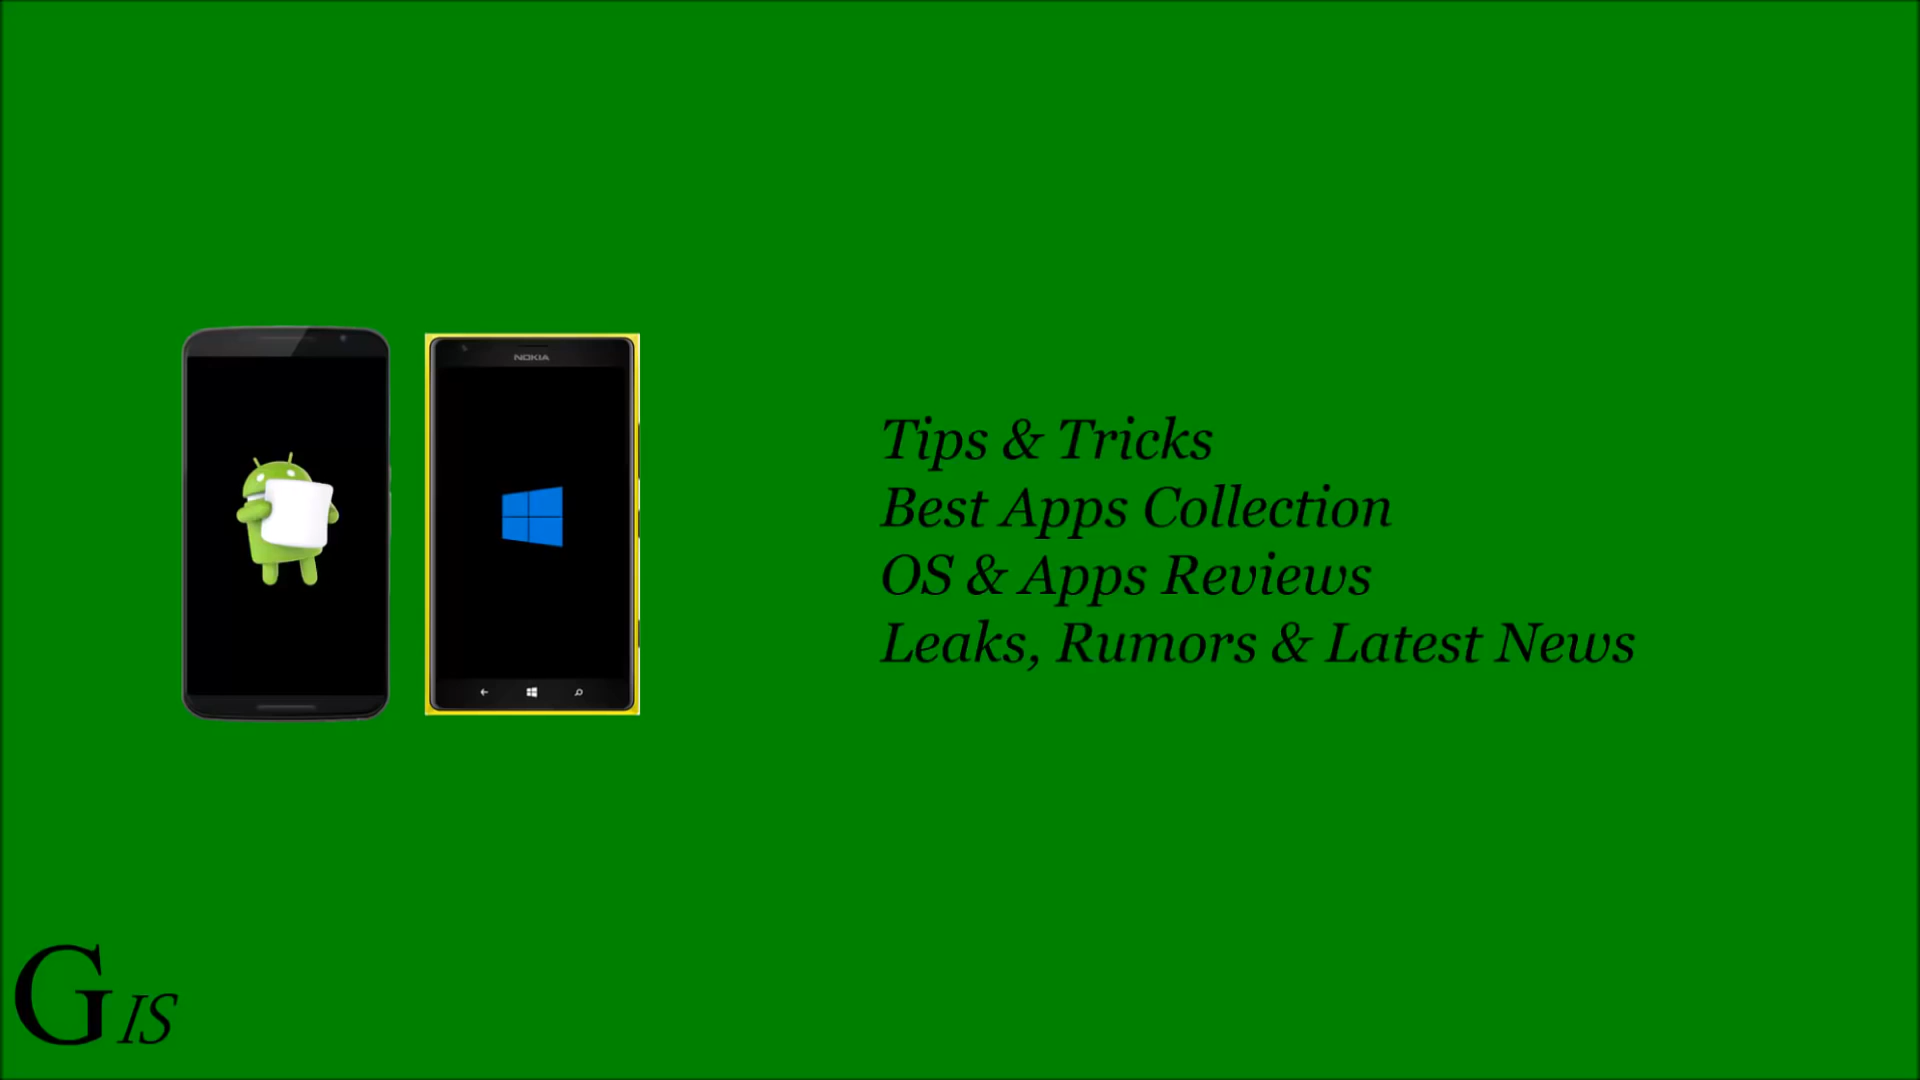 NOKIA
Tips & Tricks
Best Apps Collection
OS & Apps Reviews
Leaks, Rumors & Latest News
GIS